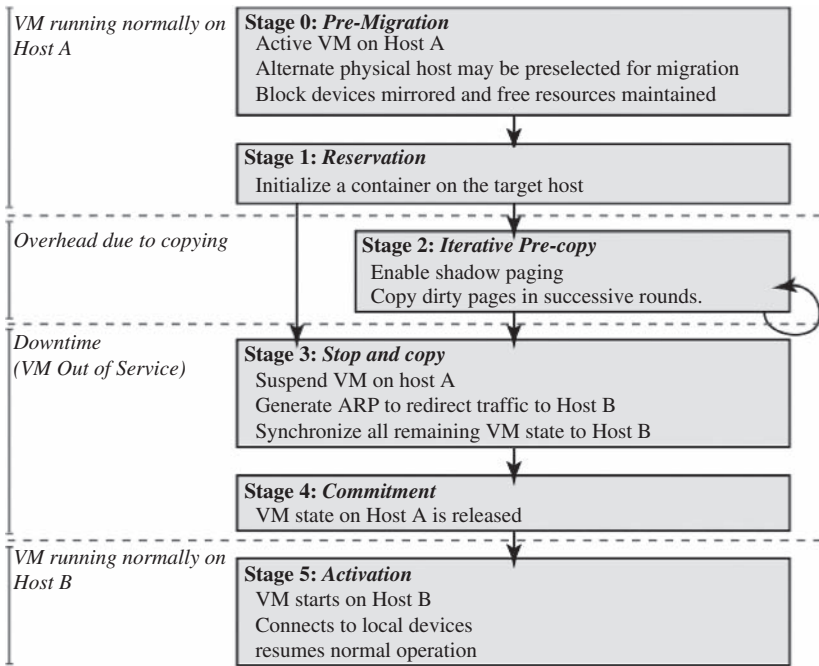 VM running normally on
Host A
Stage 0: Pre-Migration
Active VM on Host A
Alternate physical host may be preselected for migration
Block devices mirrored and free resources maintained
Stage 1: Reservation
Initialize a container on the target host
Overhead due to copying
Stage 2: Iterative Pre-copy
Enable shadow paging
Copy dirty pages in successive rounds.
Downtime
(VM Out of Service)
Stage 3: Stop and copy
Suspend VM on host A
Generate ARP to redirect traffic to Host B
Synchronize all remaining VM state to Host B
Stage 4: Commitment
VM state on Host A is released
VM running normally on
Host B
Stage 5: Activation
VM starts on Host B
Connects to local devices
resumes normal operation